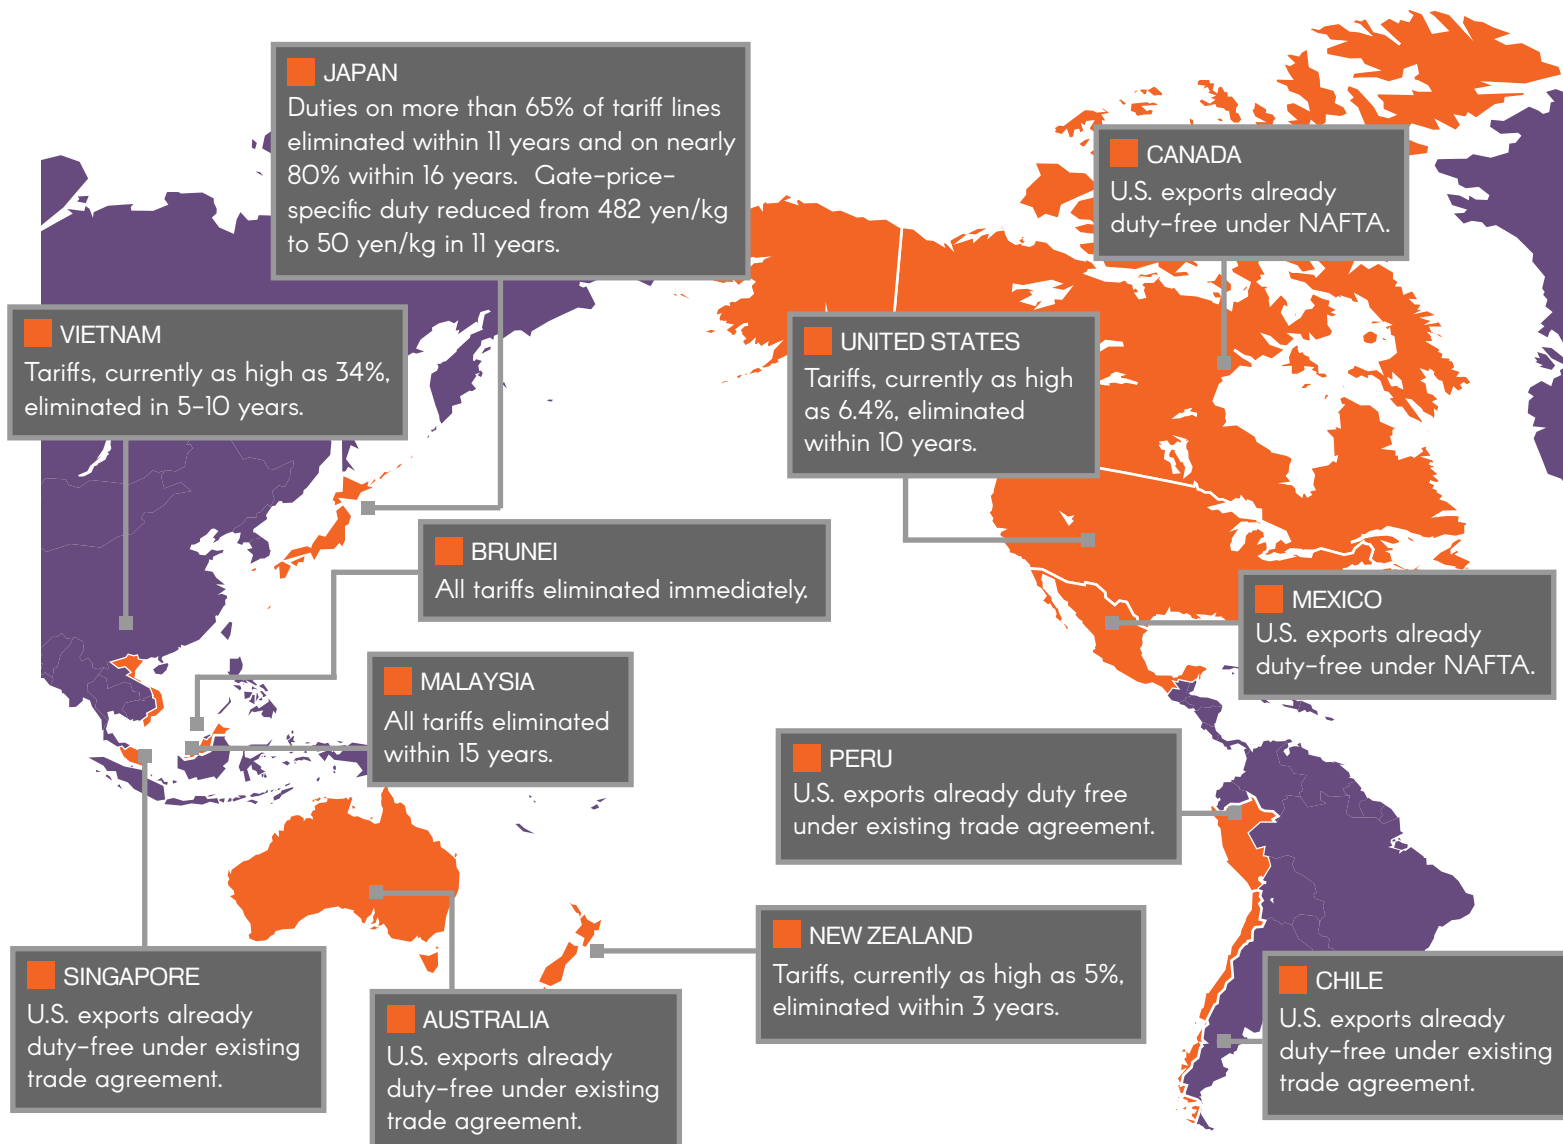 JAPAN
Duties on more than 65% of tariff lines
eliminated within 11 years and on nearly
80% within 16 years.  Gate-price-
specific duty reduced from 482 yen/kg
to 50 yen/kg in 11 years.
CANADA
U.S. exports already
duty-free under NAFTA.
VIETNAM
Tariffs, currently as high as 34%,
eliminated in 5-10 years.
UNITED STATES
Tariffs, currently as high
as 6.4%, eliminated
within 10 years.
BRUNEI
All tariffs eliminated immediately.
MEXICO
U.S. exports already
duty-free under NAFTA.
MALAYSIA
All tariffs eliminated
within 15 years.
PERU
U.S. exports already duty free
under existing trade agreement.
NEW ZEALAND
Tariffs, currently as high as 5%,
eliminated within 3 years.
SINGAPORE
U.S. exports already
duty-free under existing
trade agreement.
AUSTRALIA
U.S. exports already
duty-free under existing
trade agreement.
CHILE
U.S. exports already
duty-free under existing
trade agreement.